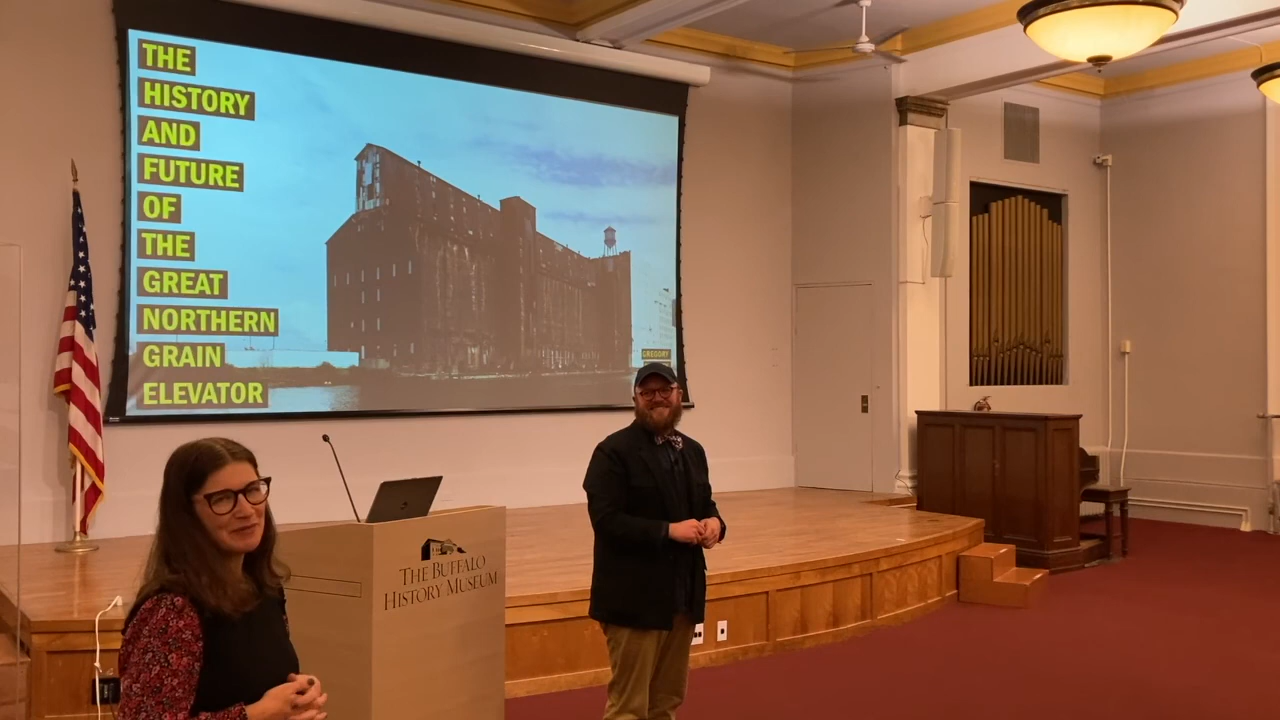 THE
HISTORY
AND
FUTURE
OF
THE
GREAT
NORTHERN
GRAIN
ELEVATOR
GREGORY
THE BUFFALO
HISTORY MUSEUM